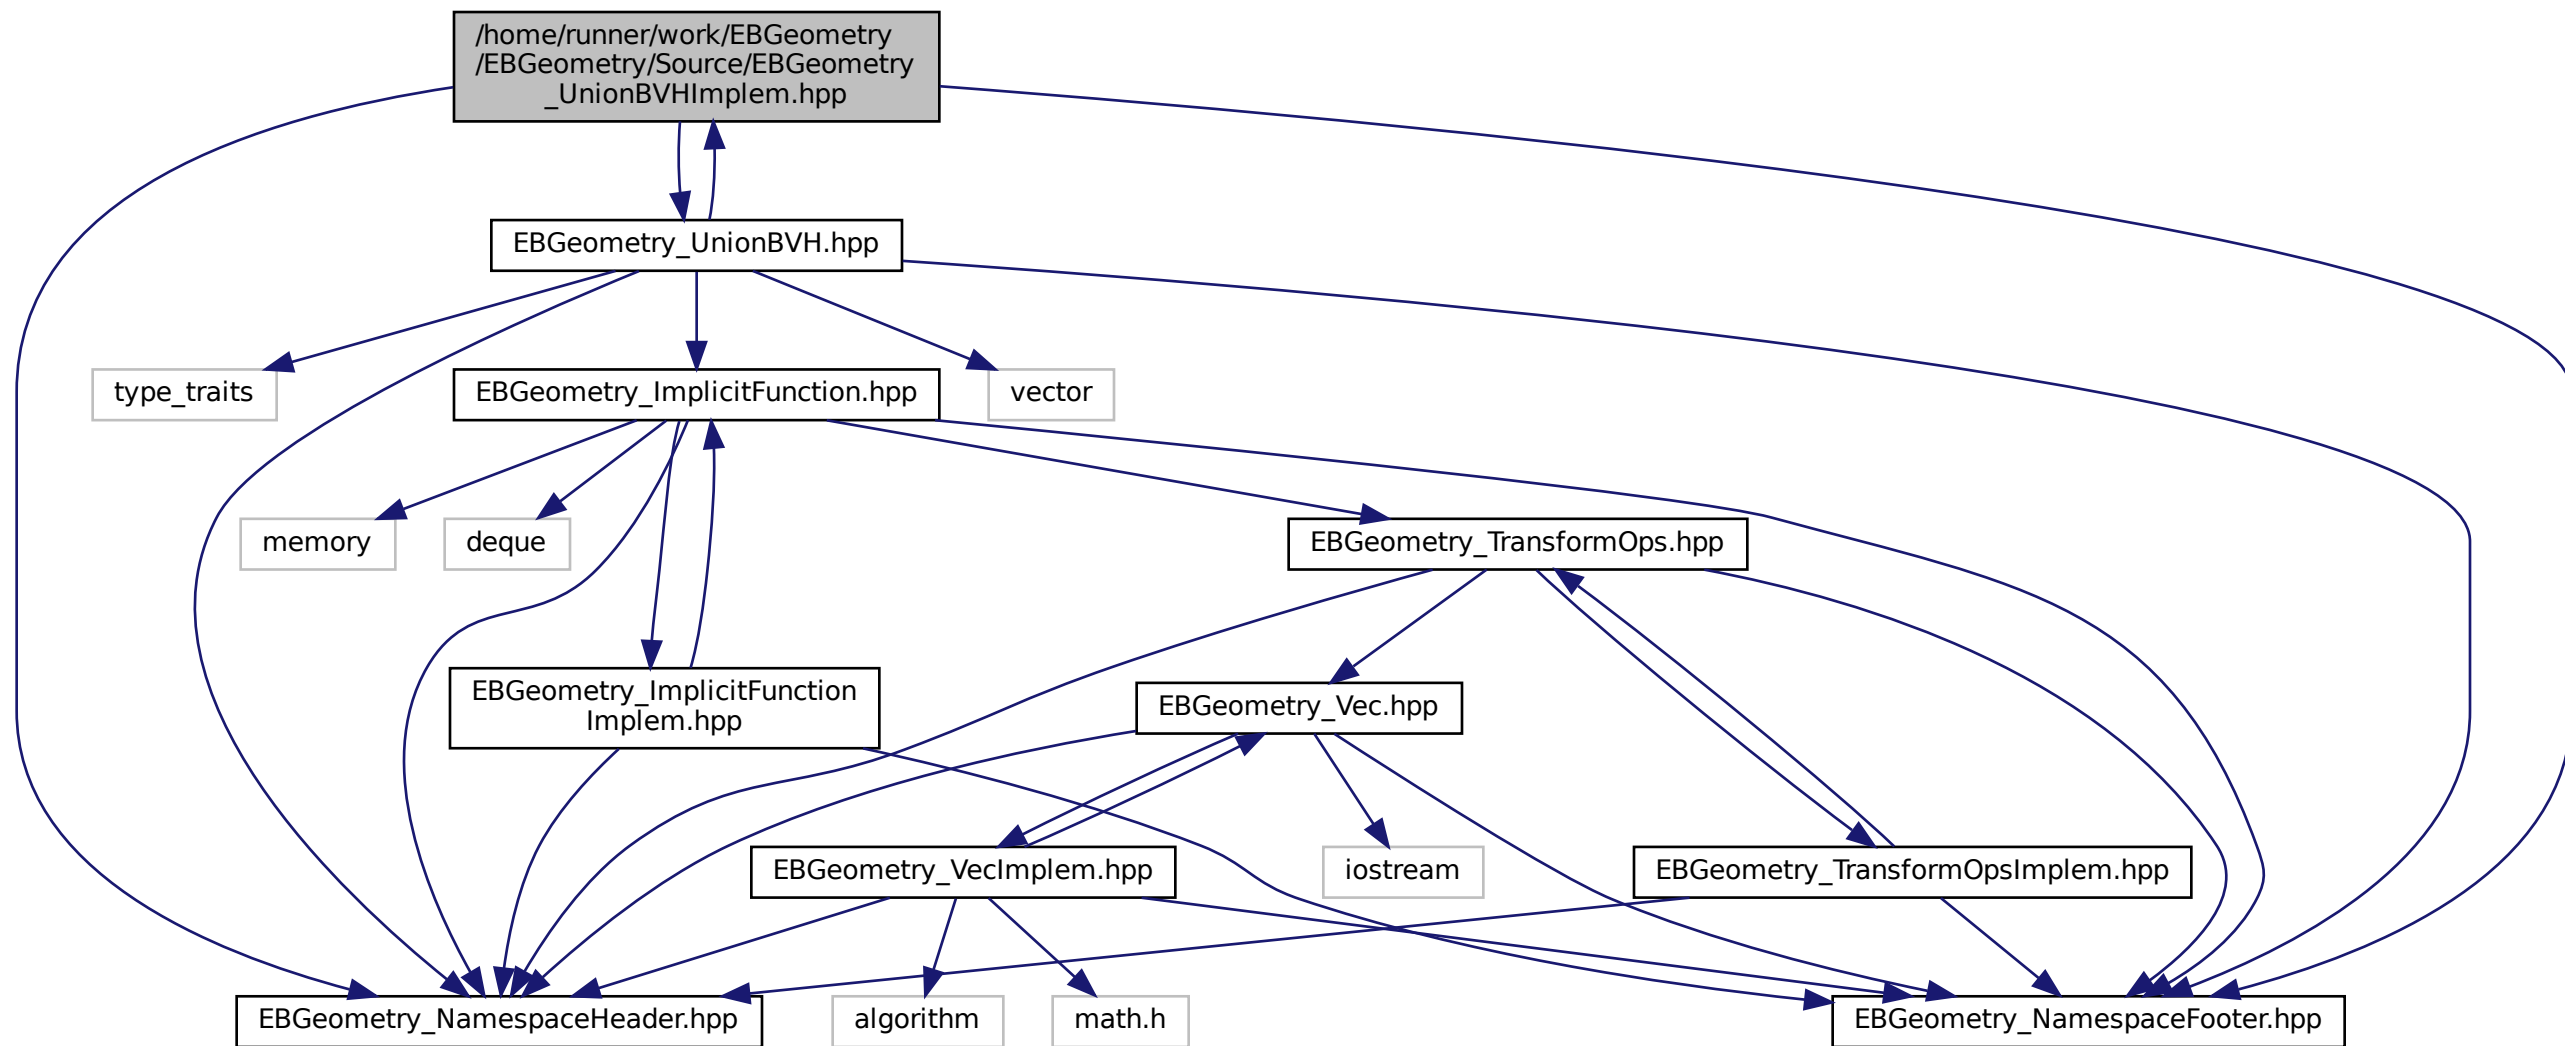 /home/runner/work/EBGeometry
/EBGeometry/Source/EBGeometry
_UnionBVHImplem.hpp
EBGeometry_UnionBVH.hpp
type_traits
EBGeometry_ImplicitFunction.hpp
vector
memory
deque
EBGeometry_TransformOps.hpp
EBGeometry_ImplicitFunction
Implem.hpp
EBGeometry_Vec.hpp
EBGeometry_VecImplem.hpp
iostream
EBGeometry_TransformOpsImplem.hpp
EBGeometry_NamespaceHeader.hpp
algorithm
math.h
EBGeometry_NamespaceFooter.hpp